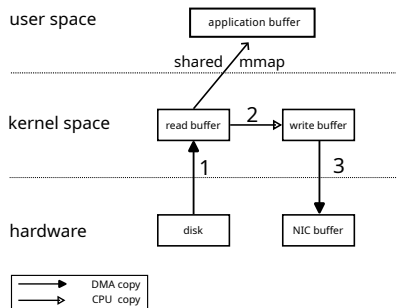 user space
application buffer
shared mmap
kernel space
read buffer
2
write buffer
1
3
hardware
disk
NIC buffer
DMA copy
CPU copy